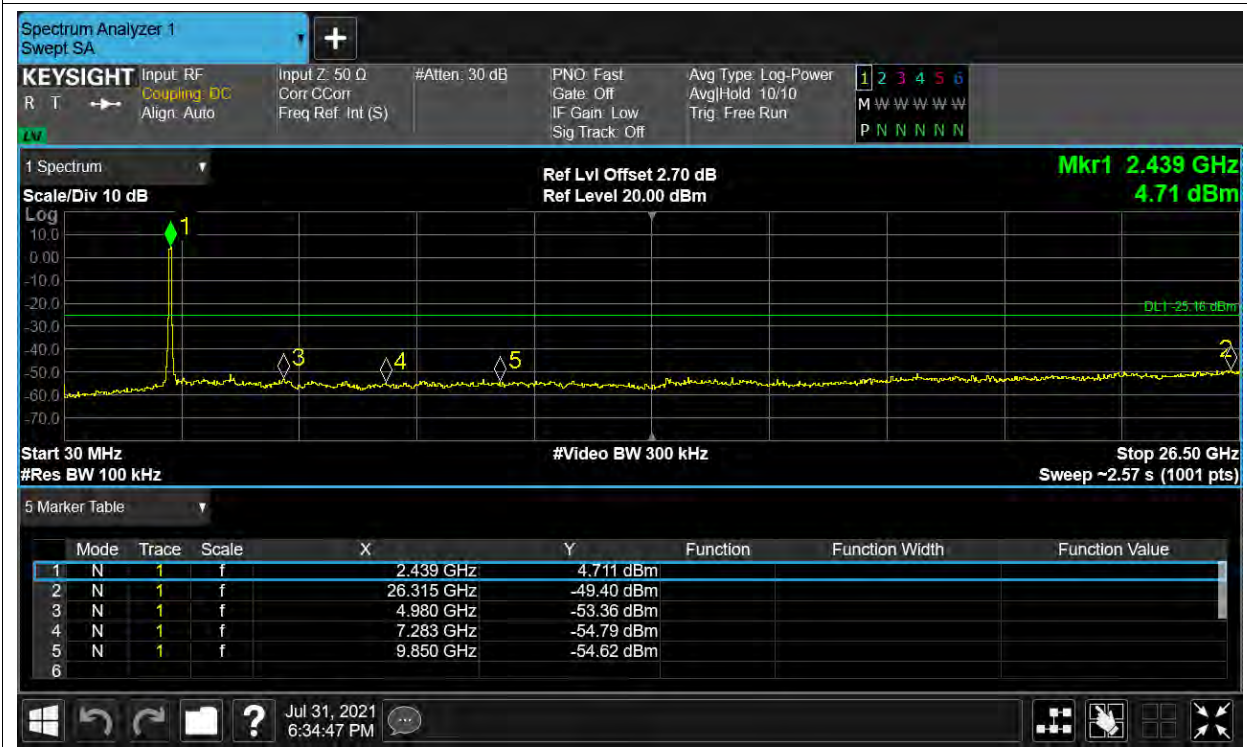 Spectrum Analyzer 1
Swept SA
KEYSIGHT Input: RF Input Z: 50 Ω #Atten: 30 dB PNO: Fast Avg Type: Log-Power 1 2 3 4 5 6
R T Coupling: DC Corr CCorr Gate: Off Avg|Hold: 10/10 M W W W W W
Align: Auto Freq Ref: Int (S) IF Gain: Low Trig: Free Run
LV Sig Track: Off P N N N N N
1 Spectrum Ref Lvl Offset 2.70 dB Mkr1 2.439 GHz
Scale/Div 10 dB Ref Level 20.00 dBm 4.71 dBm
Log
1
10.0
0.00
-10.0
-20.0
DL1 -25.16 dBm
-30.0
-40.0
3 4 5 2
-50.0
-60.0
-70.0
Start 30 MHz #Video BW 300 kHz Stop 26.50 GHz
#Res BW 100 kHz Sweep ~2.57 s (1001 pts)
5 Marker Table
Mode Trace Scale X Y Function Function Width Function Value
1 N 1 f 2.439 GHz 4.711 dBm
2 N 1 f 26.315 GHz -49.40 dBm
3 N 1 f 4.980 GHz -53.36 dBm
4 N 1 f 7.283 GHz -54.79 dBm
5 N 1 f 9.850 GHz -54.62 dBm
6
? Jul 31, 2021
6:34:47 PM